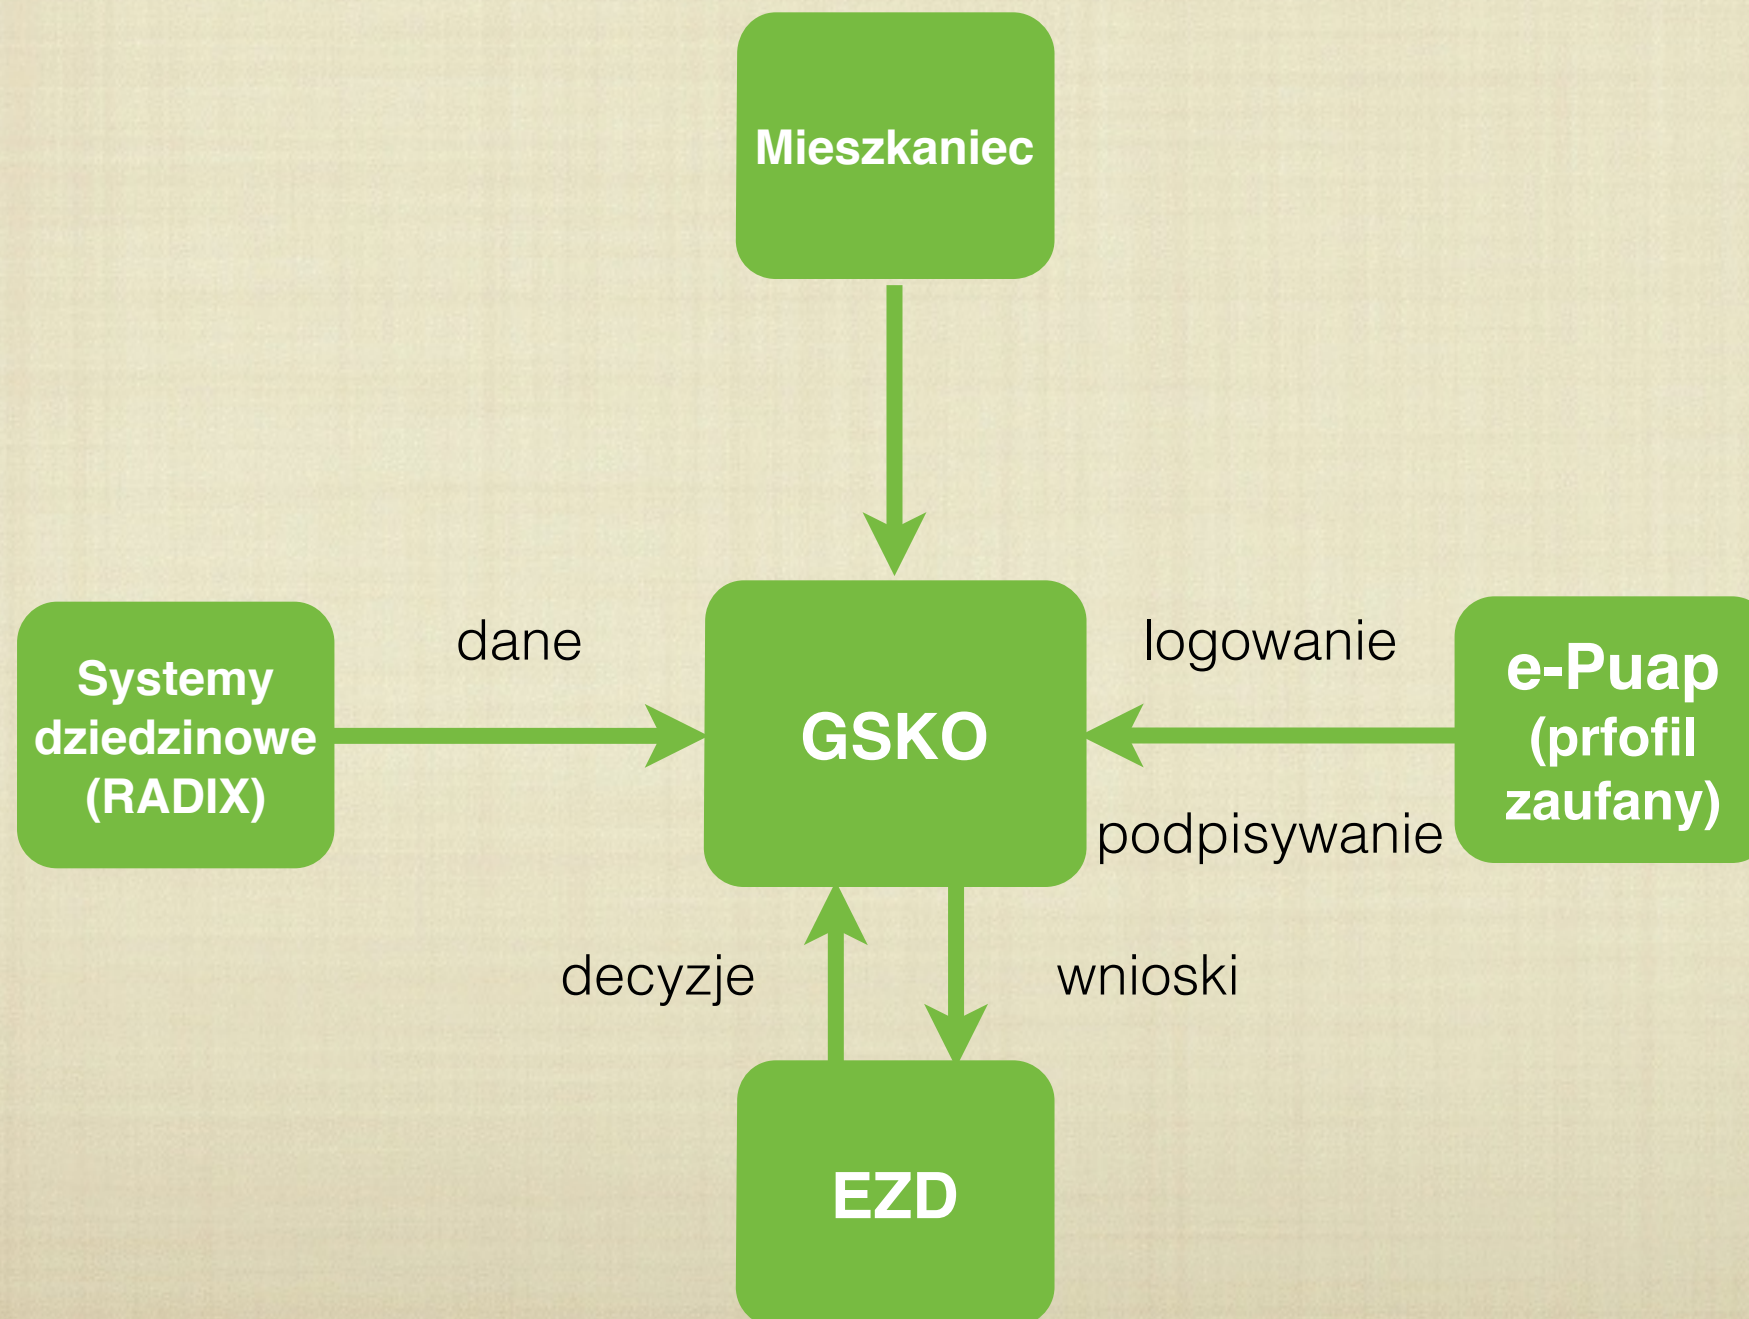 Mieszkaniec
Systemy
dziedzinowe
(RADIX)
dane
GSKO
logowanie
podpisywanie
e-Puap
(prfofil
zaufany)
decyzje
wnioski
EZD